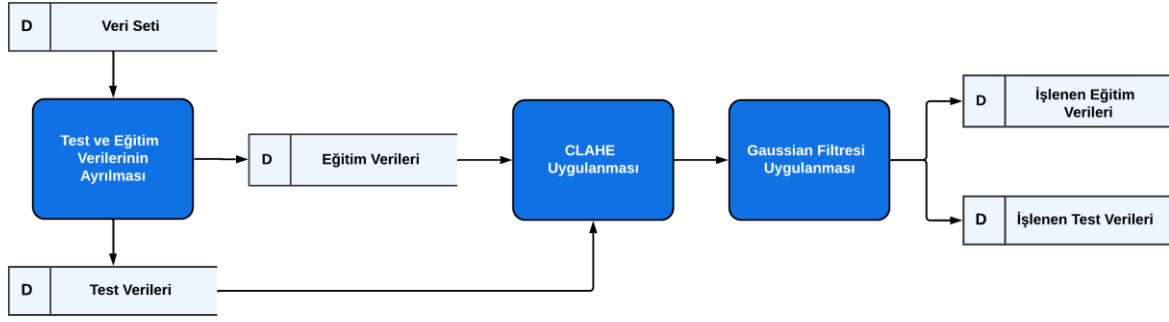 D
Veri Seti
Test ve Eğitim
Verilerinin
Ayrılması
D
Eğitim Verileri
CLAHE
Uygulanması
Gaussian Filtresi
Uygulanması
D
İşlenen Eğitim
Verileri
D
İşlenen Test Verileri
D
Test Verileri